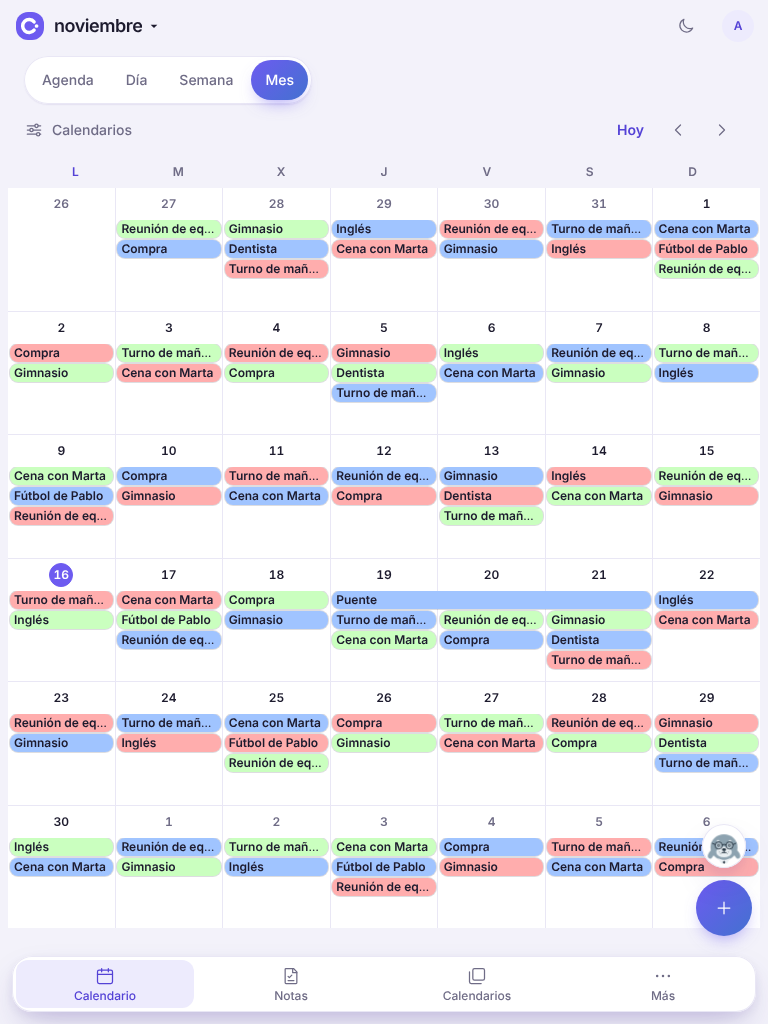 noviembre
A
Agenda Día Semana Mes
Calendarios Hoy
L M X J V S D
26 27 28 29 30 31 1
Reunión de eq... Gimnasio Inglés Reunión de eq... Turno de mañ... Cena con Marta
Compra Dentista Cena con Marta Gimnasio Inglés Fútbol de Pablo
Turno de mañ... Reunión de eq...
2 3 4 5 6 7 8
Compra Turno de mañ... Reunión de eq... Gimnasio Inglés Reunión de eq... Turno de mañ...
Gimnasio Cena con Marta Compra Dentista Cena con Marta Gimnasio Inglés
Turno de mañ...
9 10 11 12 13 14 15
Cena con Marta Compra Turno de mañ... Reunión de eq... Gimnasio Inglés Reunión de eq...
Fútbol de Pablo Gimnasio Cena con Marta Compra Dentista Cena con Marta Gimnasio
Reunión de eq... Turno de mañ...
16 17 18 19 20 21 22
Turno de mañ... Cena con Marta Compra Puente Inglés
Inglés Fútbol de Pablo Gimnasio Turno de mañ... Reunión de eq... Gimnasio Cena con Marta
Reunión de eq... Cena con Marta Compra Dentista
Turno de mañ...
23 24 25 26 27 28 29
Reunión de eq... Turno de mañ... Cena con Marta Compra Turno de mañ... Reunión de eq... Gimnasio
Gimnasio Inglés Fútbol de Pablo Gimnasio Cena con Marta Compra Dentista
Reunión de eq... Turno de mañ...
30 1 2 3 4 5 6
Inglés Reunión de eq... Turno de mañ... Cena con Marta Compra Turno de mañ...
Cena con Marta Gimnasio Inglés Fútbol de Pablo Gimnasio Cena con Marta Compra
Reunión de eq...
Calendario Notas Calendarios Más